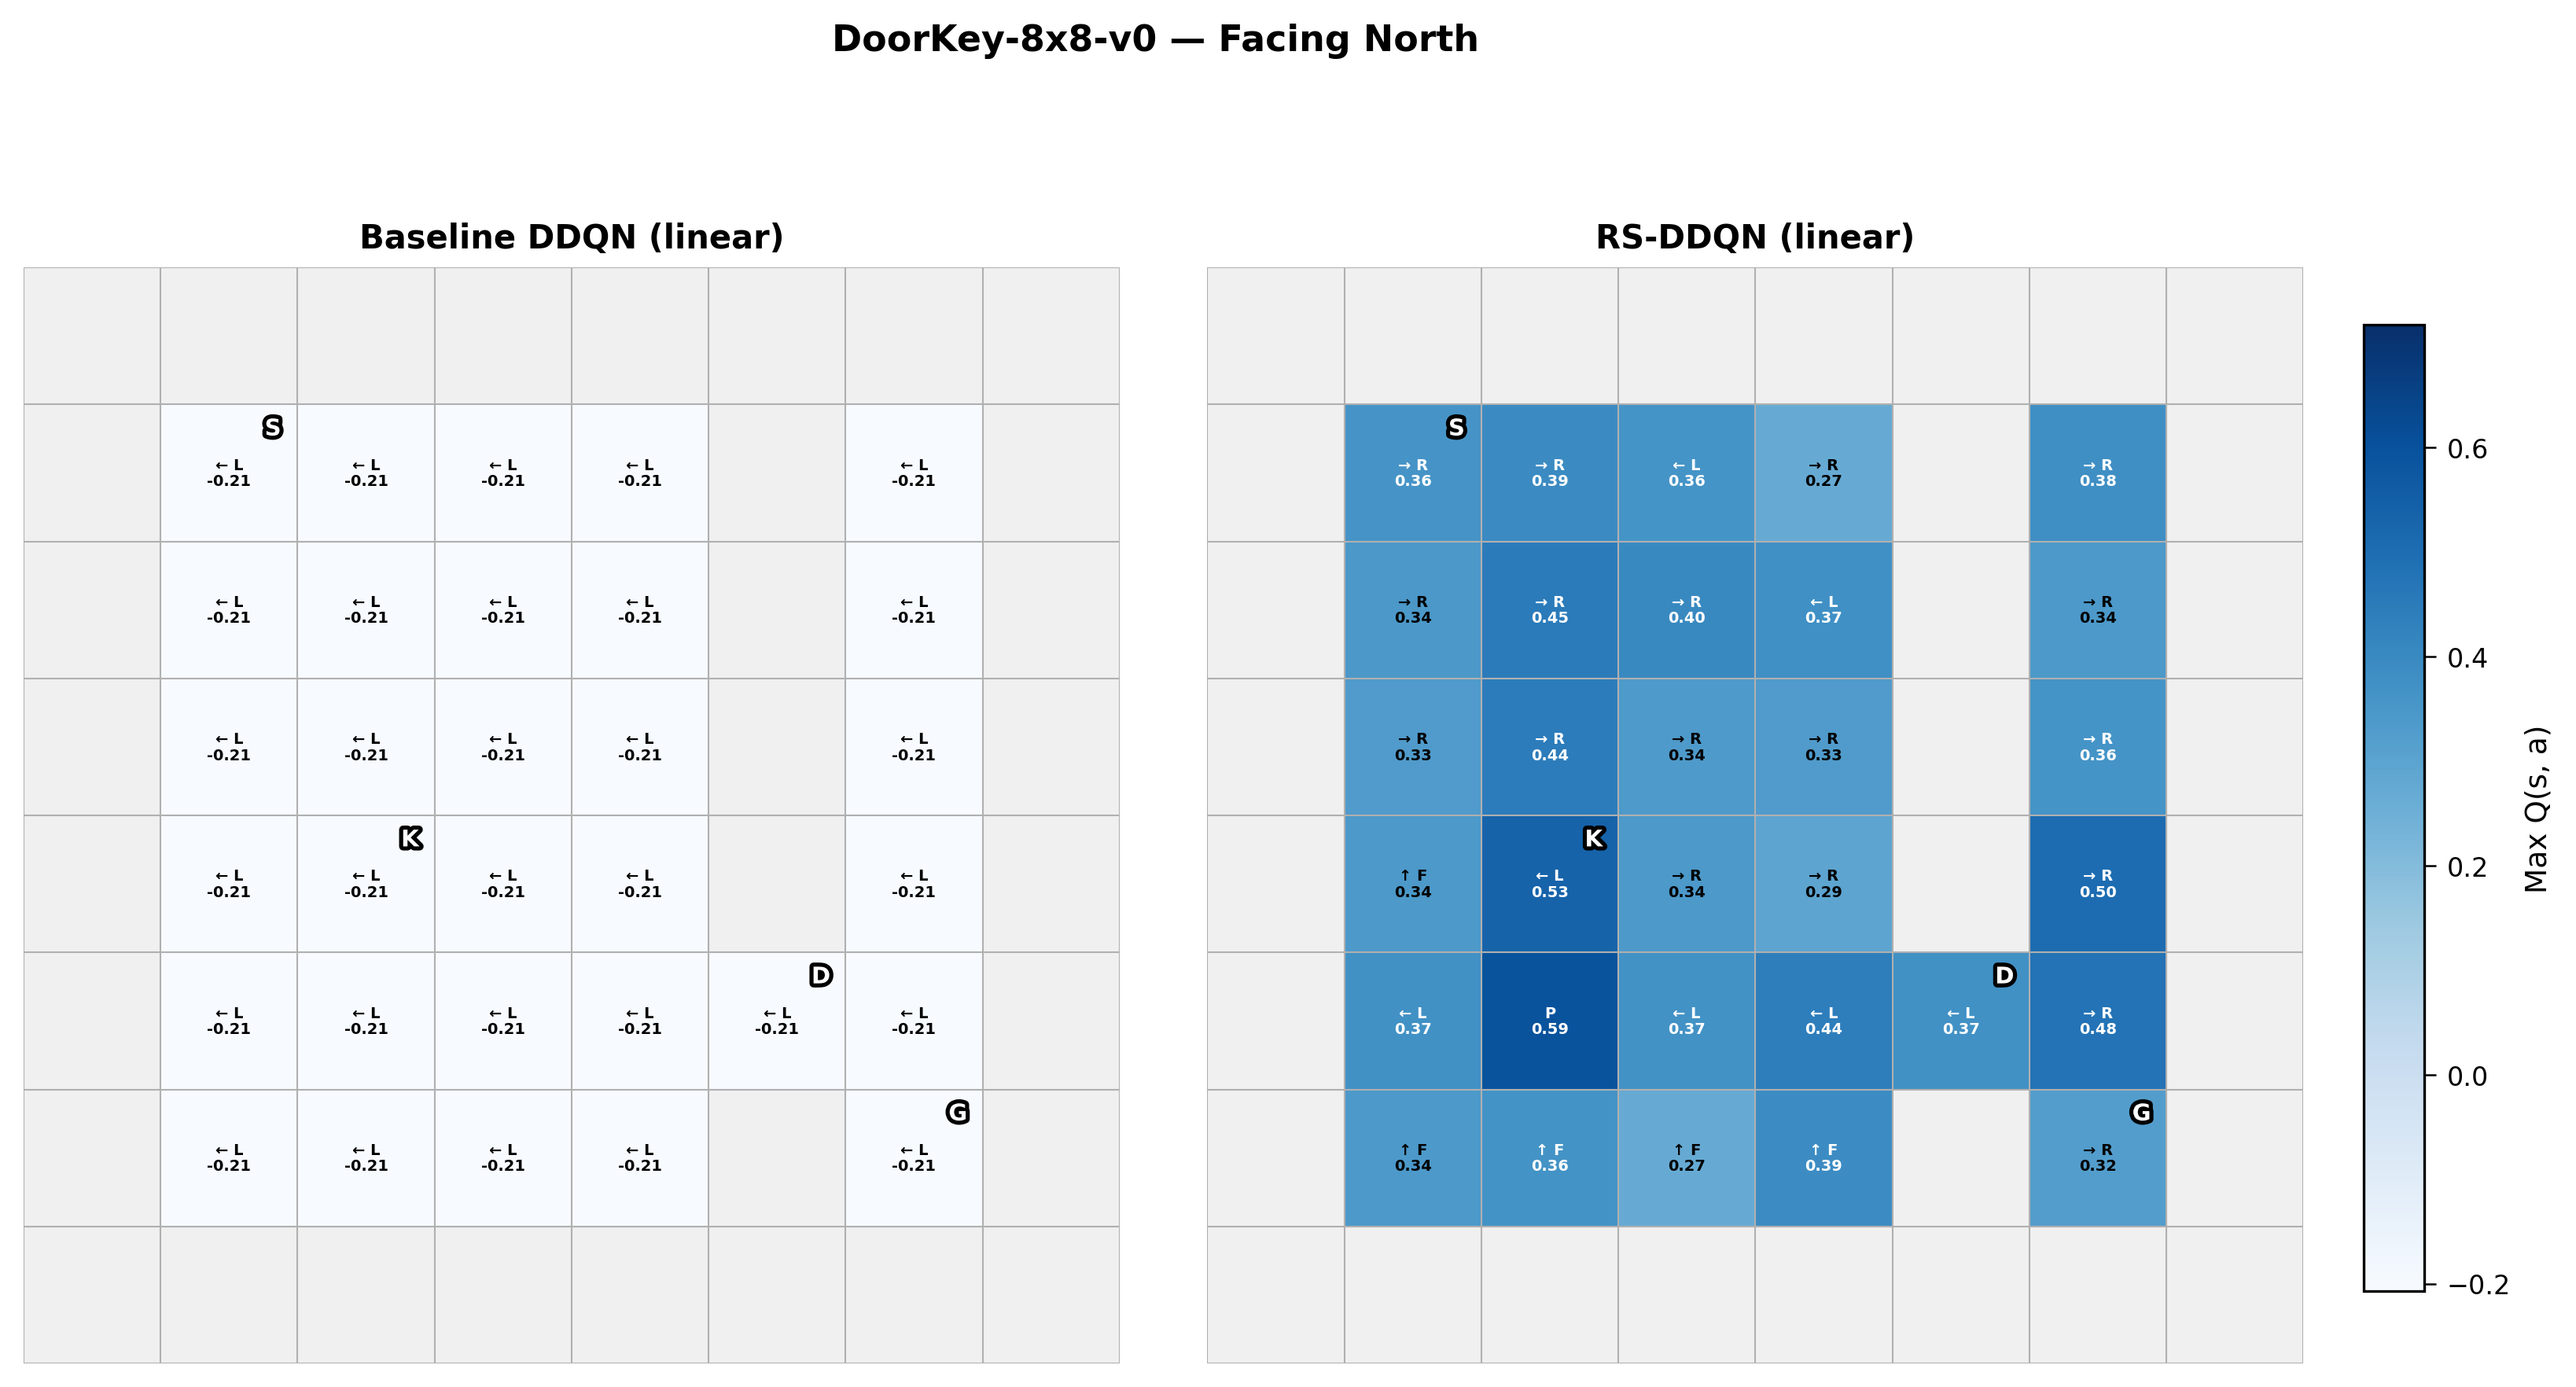 DoorKey-8x8-v0 — Facing North
Baseline DDQN (linear)
S
← L ← L ← L ← L ← L
-0.21 -0.21 -0.21 -0.21 -0.21
← L ← L ← L ← L ← L
-0.21 -0.21 -0.21 -0.21 -0.21
← L ← L ← L ← L ← L
-0.21 -0.21 -0.21 -0.21 -0.21
K
← L ← L ← L ← L ← L
-0.21 -0.21 -0.21 -0.21 -0.21
D
← L ← L ← L ← L ← L ← L
-0.21 -0.21 -0.21 -0.21 -0.21 -0.21
G
← L ← L ← L ← L ← L
-0.21 -0.21 -0.21 -0.21 -0.21
RS-DDQN (linear)
S
→ R → R ← L → R → R
0.36 0.39 0.36 0.27 0.38
→ R → R → R ← L → R
0.34 0.45 0.40 0.37 0.34
→ R → R → R → R → R
0.33 0.44 0.34 0.33 0.36
K
↑ F ← L → R → R → R
0.34 0.53 0.34 0.29 0.50
D
← L P ← L ← L ← L → R
0.37 0.59 0.37 0.44 0.37 0.48
G
↑ F ↑ F ↑ F ↑ F → R
0.34 0.36 0.27 0.39 0.32
0.6
0.4
0.2
0.0
−0.2
Max Q(s, a)